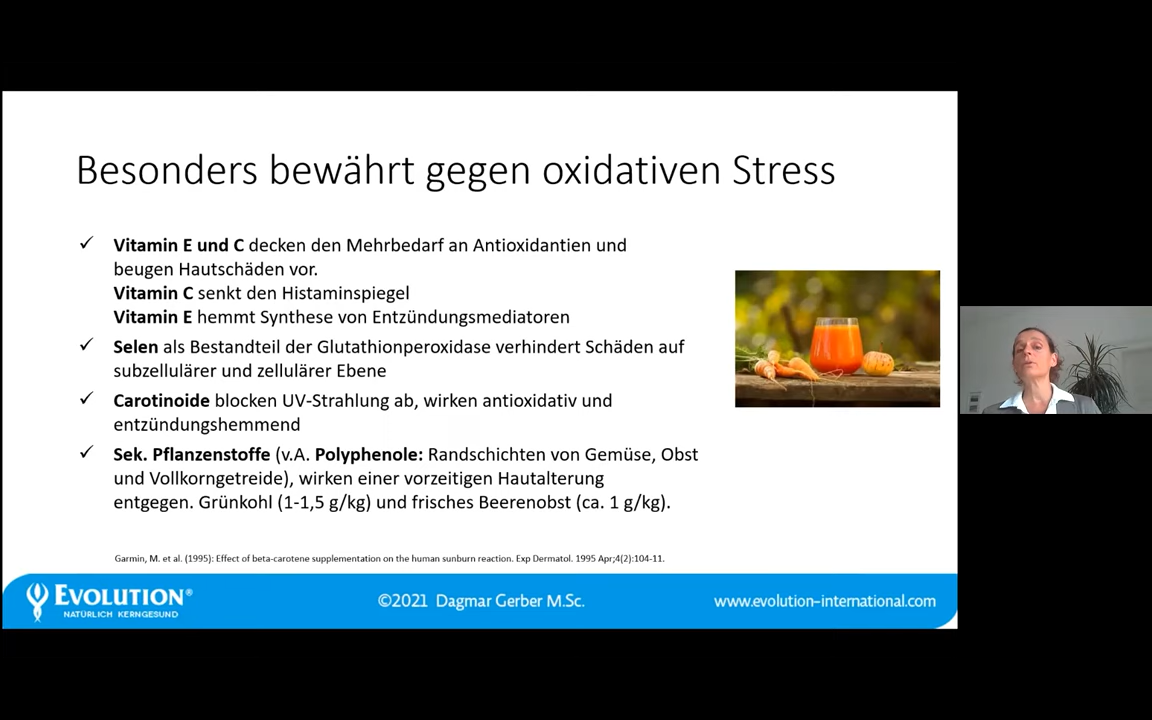 Besonders bewährt gegen oxidativen Stress
✓ Vitamin E und C decken den Mehrbedarf an Antioxidantien und
beugen Hautschäden vor.
Vitamin C senkt den Histaminspiegel
Vitamin E hemmt Synthese von Entzündungsmediatoren
✓ Selen als Bestandteil der Glutathionperoxidase verhindert Schäden auf
subzellulärer und zellulärer Ebene
✓ Carotinoide blocken UV-Strahlung ab, wirken antioxidativ und
entzündungshemmend
✓ Sek. Pflanzenstoffe (v.A. Polyphenole: Randschichten von Gemüse, Obst
und Vollkorngetreide), wirken einer vorzeitigen Hautalterung
entgegen. Grünkohl (1-1,5 g/kg) und frisches Beerenobst (ca. 1 g/kg).
Garmin, M. et al. (1995): Effect of beta-carotene supplementation on the human sunburn reaction. Exp Dermatol. 1995 Apr;4(2):104-11.
EVOLUTION®
NATÜRLICH KERNGESUND
©2021 Dagmar Gerber M.Sc.
www.evolution-international.com